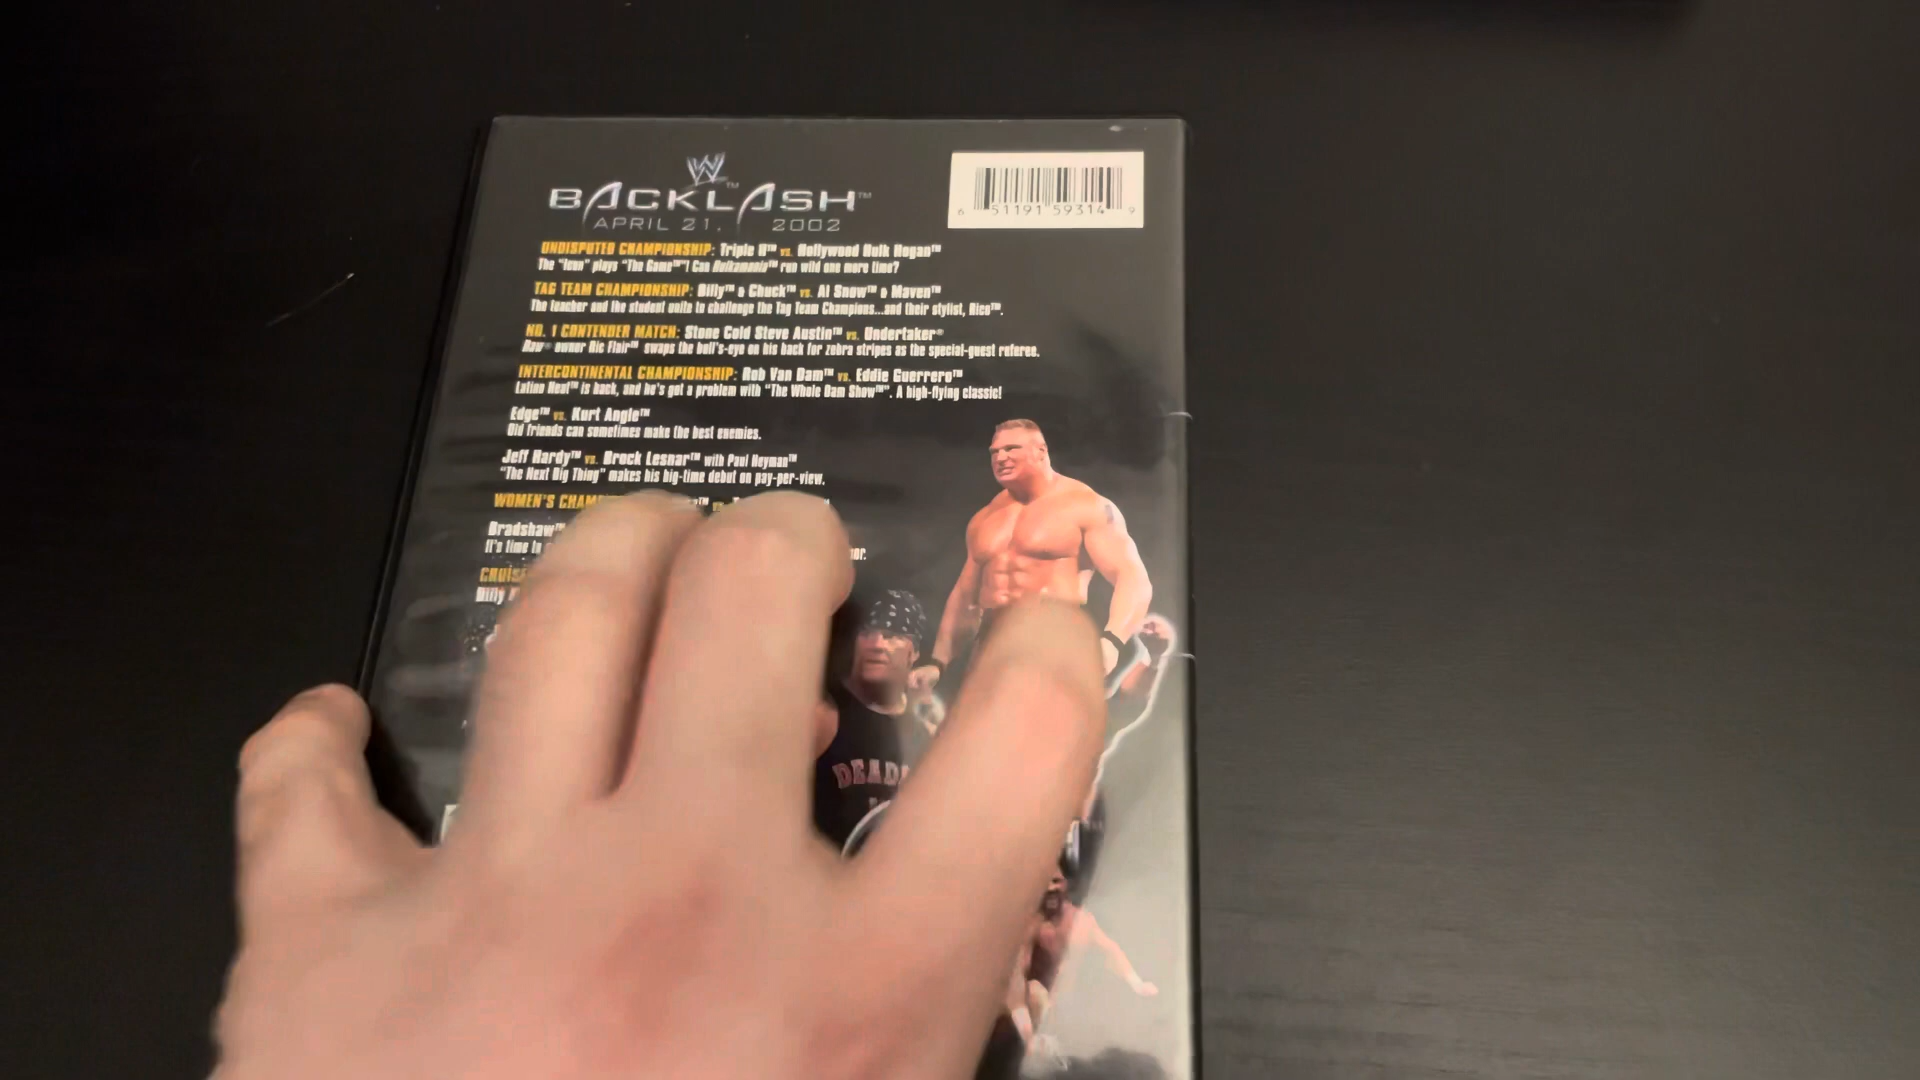 W
BACKLASH™
APRIL 21, 2002
6 51191 59314 9
UNDISPUTED CHAMPIONSHIP: Triple H™ vs. Hollywood Hulk Hogan™
The "Icon" plays "The Game™"! Can Hulkamania™ run wild one more time?
TAG TEAM CHAMPIONSHIP: Billy™ & Chuck™ vs. Al Snow™ & Maven™
The teacher and the student unite to challenge the Tag Team Champions...and their stylist, Rico™.
NO. 1 CONTENDER MATCH: Stone Cold Steve Austin™ vs. Undertaker®
Raw® owner Ric Flair™ swaps the bull's-eye on his back for zebra stripes as the special-guest referee.
INTERCONTINENTAL CHAMPIONSHIP: Rob Van Dam™ vs. Eddie Guerrero™
Latino Heat™ is back, and he's got a problem with "The Whole Dam Show™". A high-flying classic!
Edge™ vs. Kurt Angle™
Old friends can sometimes make the best enemies.
Jeff Hardy™ vs. Brock Lesnar™ with Paul Heyman™
"The Next Big Thing" makes his big-time debut on pay-per-view.
WOMEN'S vs.
Bradshaw™
It's time
Billy